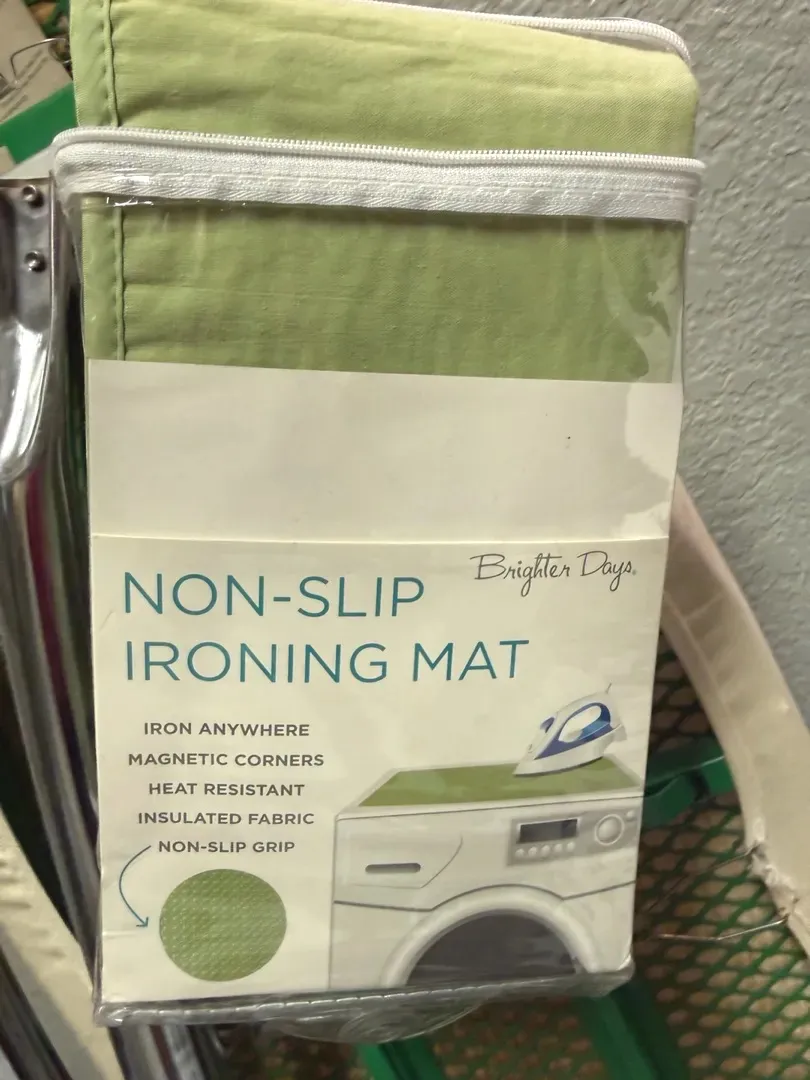 Brighter Days
NON-SLIP
IRONING MAT
IRON ANYWHERE
MAGNETIC CORNERS
HEAT RESISTANT
INSULATED FABRIC
NON-SLIP GRIP